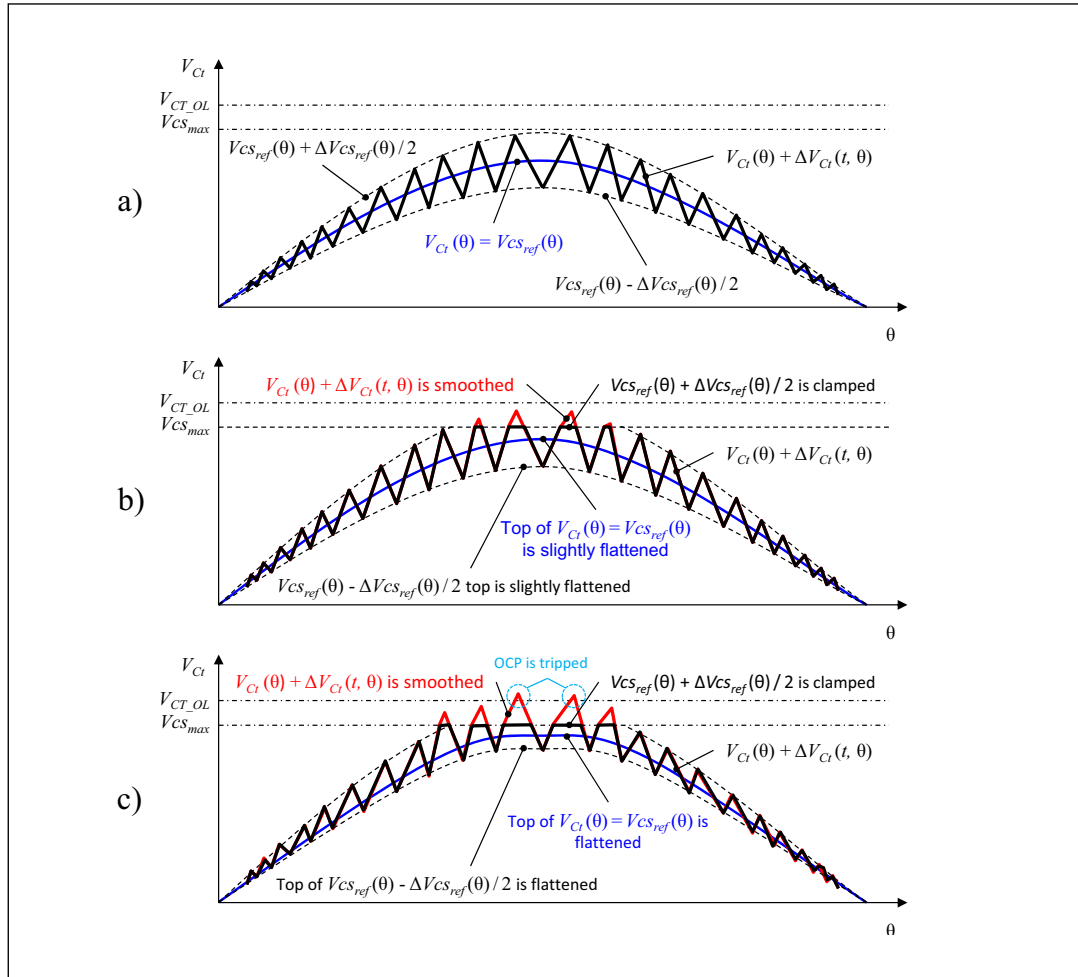 V_Ct
V_CT_OL
Vcs_max
Vcs_ref(θ) + ΔVcs_ref(θ)/2
V_Ct(θ) + ΔV_Ct(t, θ)
a)
V_Ct(θ) = Vcs_ref(θ)
Vcs_ref(θ) - ΔVcs_ref(θ)/2
θ
V_Ct
V_Ct(θ) + ΔV_Ct(t, θ) is smoothed
Vcs_ref(θ) + ΔVcs_ref(θ)/2 is clamped
V_CT_OL
Vcs_max
V_Ct(θ) + ΔV_Ct(t, θ)
b)
Top of V_Ct(θ) = Vcs_ref(θ)
is slightly flattened
Vcs_ref(θ) - ΔVcs_ref(θ)/2 top is slightly flattened
θ
V_Ct
OCP is tripped
V_Ct(θ) + ΔV_Ct(t, θ) is smoothed
Vcs_ref(θ) + ΔVcs_ref(θ)/2 is clamped
V_CT_OL
Vcs_max
V_Ct(θ) + ΔV_Ct(t, θ)
c)
Top of V_Ct(θ) = Vcs_ref(θ) is
flattened
Top of Vcs_ref(θ) - ΔVcs_ref(θ)/2 is flattened
θ